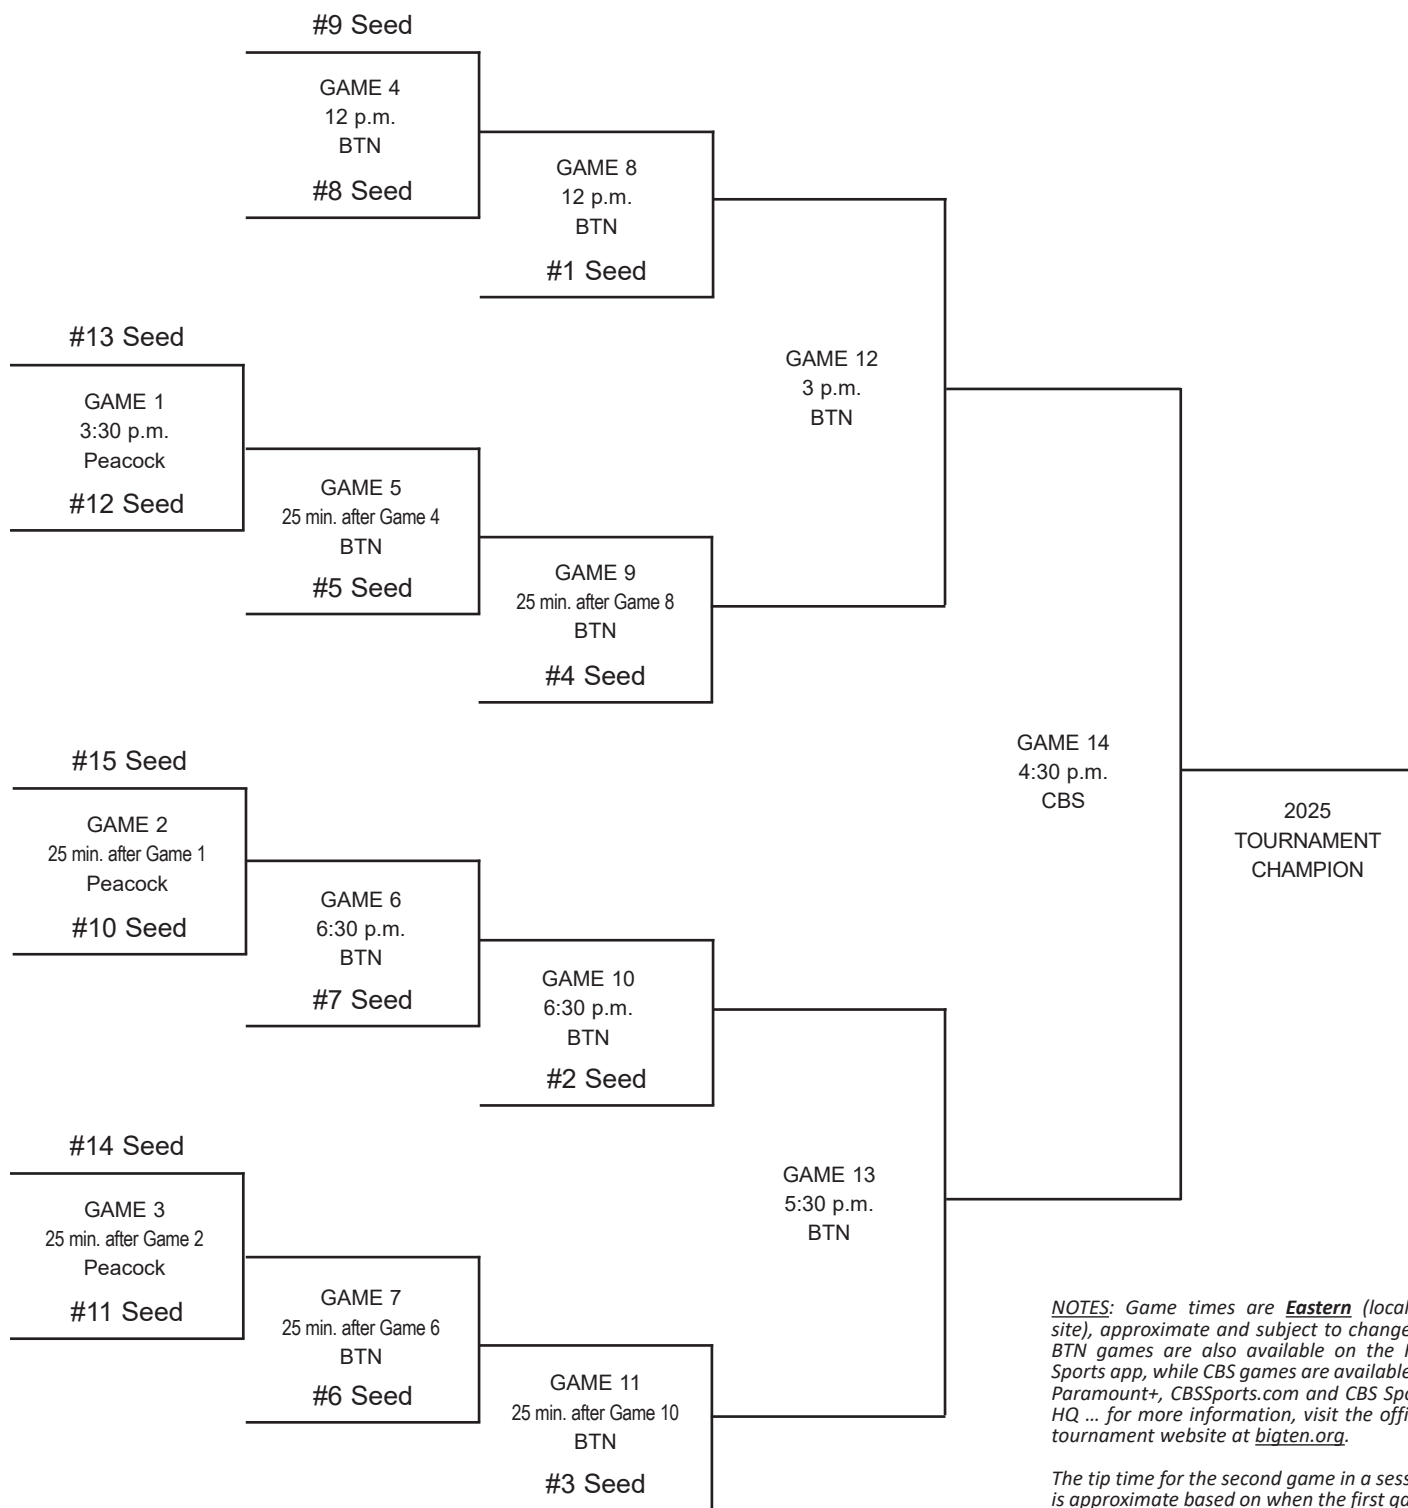 #9 Seed
GAME 4
12 p.m.
BTN
#8 Seed
GAME 8
12 p.m.
BTN
#1 Seed
#13 Seed
GAME 1
3:30 p.m.
Peacock
#12 Seed
GAME 5
25 min. after Game 4
BTN
#5 Seed
GAME 9
25 min. after Game 8
BTN
#4 Seed
GAME 12
3 p.m.
BTN
#15 Seed
GAME 2
25 min. after Game 1
Peacock
#10 Seed
GAME 6
6:30 p.m.
BTN
#7 Seed
GAME 10
6:30 p.m.
BTN
#2 Seed
#14 Seed
GAME 3
25 min. after Game 2
Peacock
#11 Seed
GAME 7
25 min. after Game 6
BTN
#6 Seed
GAME 11
25 min. after Game 10
BTN
#3 Seed
GAME 13
5:30 p.m.
BTN
GAME 14
4:30 p.m.
CBS
2025
TOURNAMENT
CHAMPION
NOTES: Game times are Eastern (local
site), approximate and subject to change
BTN games are also available on the
Sports app, while CBS games are available
Paramount+, CBSSports.com and CBS
HQ ... for more information, visit the
tournament website at bigten.org.
The tip time for the second game in a
is approximate based on when the first